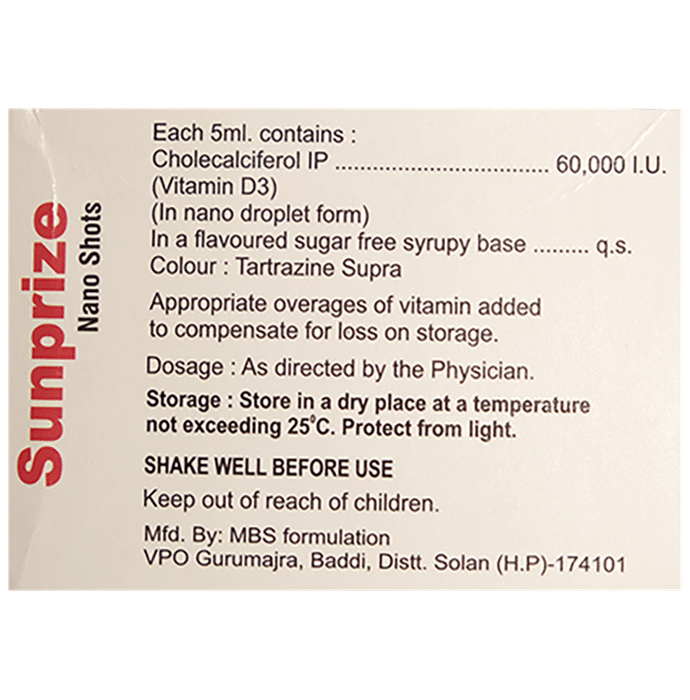 Sunprize
Nano Shots
Each 5ml. contains :
Cholecalciferol IP .................................. 60,000 I.U.
(Vitamin D3)
(In nano droplet form)
In a flavoured sugar free syrupy base ......... q.s.
Colour : Tartrazine Supra
Appropriate overages of vitamin added
to compensate for loss on storage.
Dosage : As directed by the Physician.
Storage : Store in a dry place at a temperature
not exceeding 25°C. Protect from light.
SHAKE WELL BEFORE USE
Keep out of reach of children.
Mfd. By: MBS formulation
VPO Gurumajra, Baddi, Distt. Solan (H.P)-174101